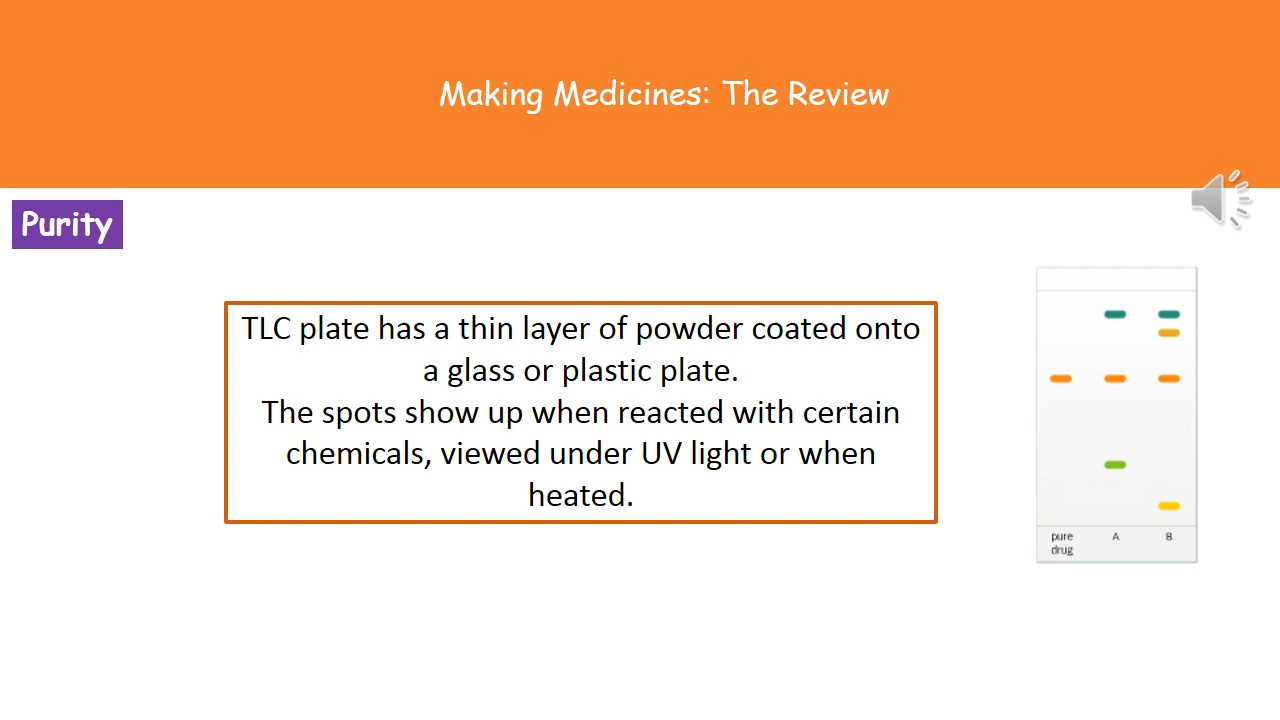 Making Medicines: The Review
Purity
TLC plate has a thin layer of powder coated onto
a glass or plastic plate.
The spots show up when reacted with certain
chemicals, viewed under UV light or when
heated.
pure
drug
A
B